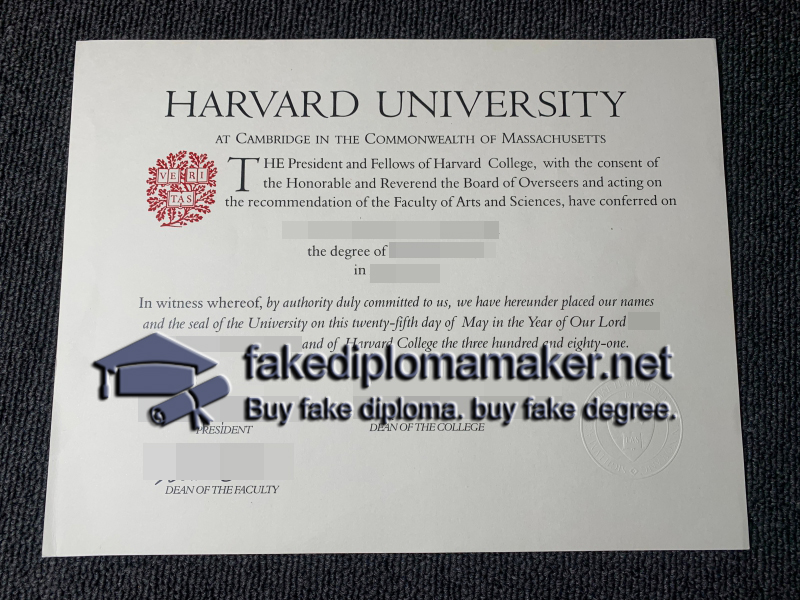 HARVARD UNIVERSITY
AT CAMBRIDGE IN THE COMMONWEALTH OF MASSACHUSETTS
VERI
TAS
THE President and Fellows of Harvard College, with the consent of
the Honorable and Reverend the Board of Overseers and acting on
the recommendation of the Faculty of Arts and Sciences, have conferred on
the degree of
in
In witness whereof, by authority duly committed to us, we have hereunder placed our names
and the seal of the University on this twenty-fifth day of May in the Year of Our Lord
and of Harvard College the three hundred and eighty-one.
fakediplomamaker.net
Buy fake diploma. buy fake degree.
PRESIDENT
DEAN OF THE COLLEGE
DEAN OF THE FACULTY